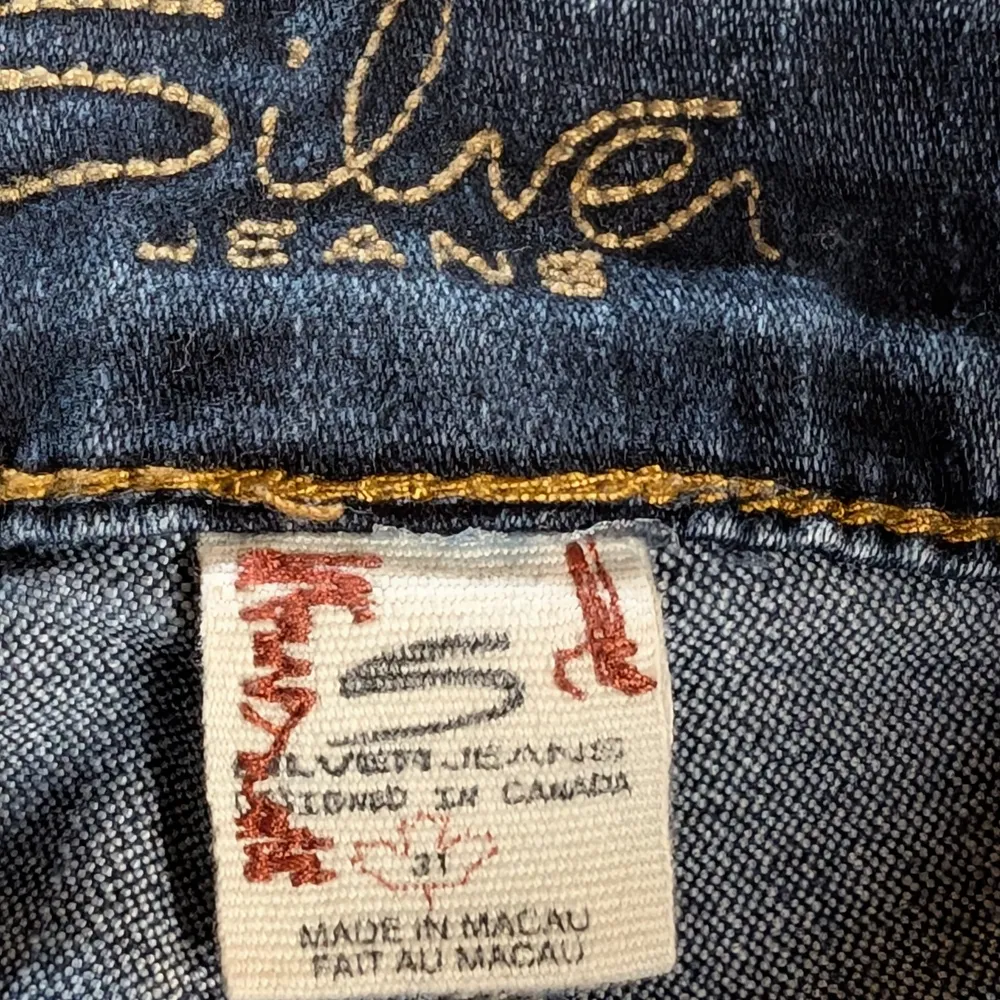 Silver
JEANS
SILVER JEANS
DESIGNED IN CANADA
31
MADE IN MACAU
FAIT AU MACAU